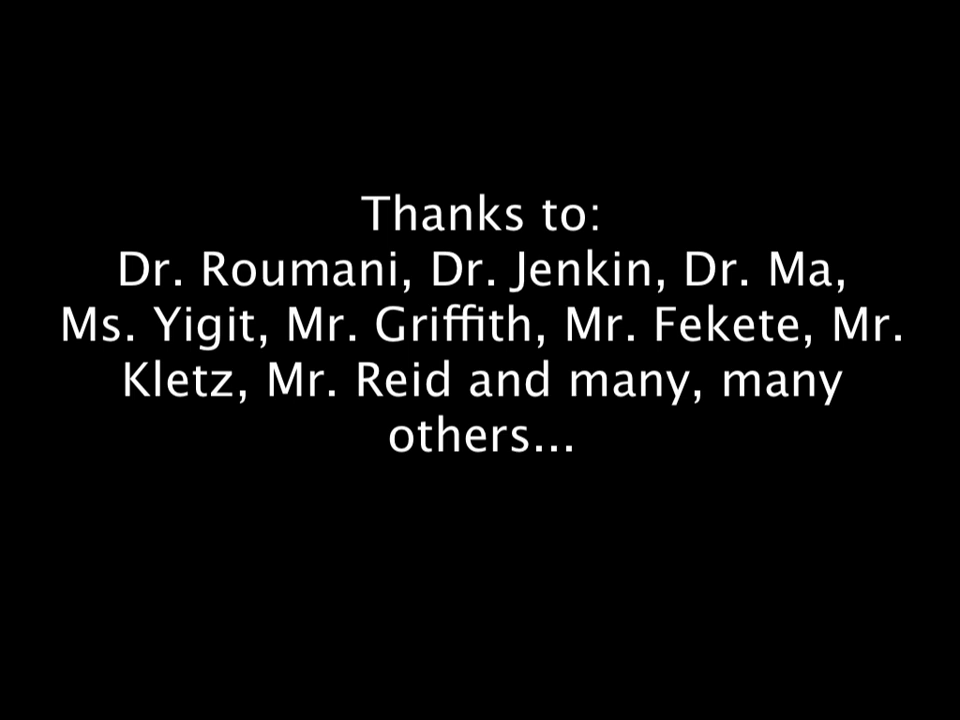 Thanks to:
Dr. Roumani, Dr. Jenkin, Dr. Ma,
Ms. Yigit, Mr. Griffith, Mr. Fekete, Mr.
Kletz, Mr. Reid and many, many
others...